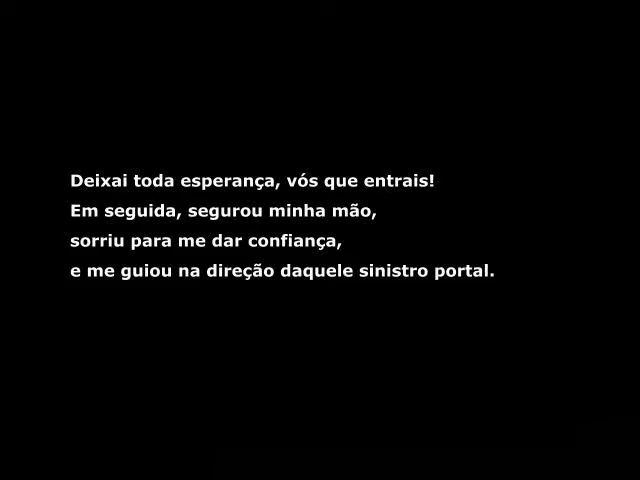 Deixai toda esperança, vós que entrais!
Em seguida, segurou minha mão,
sorriu para me dar confiança,
e me guiou na direção daquele sinistro portal.